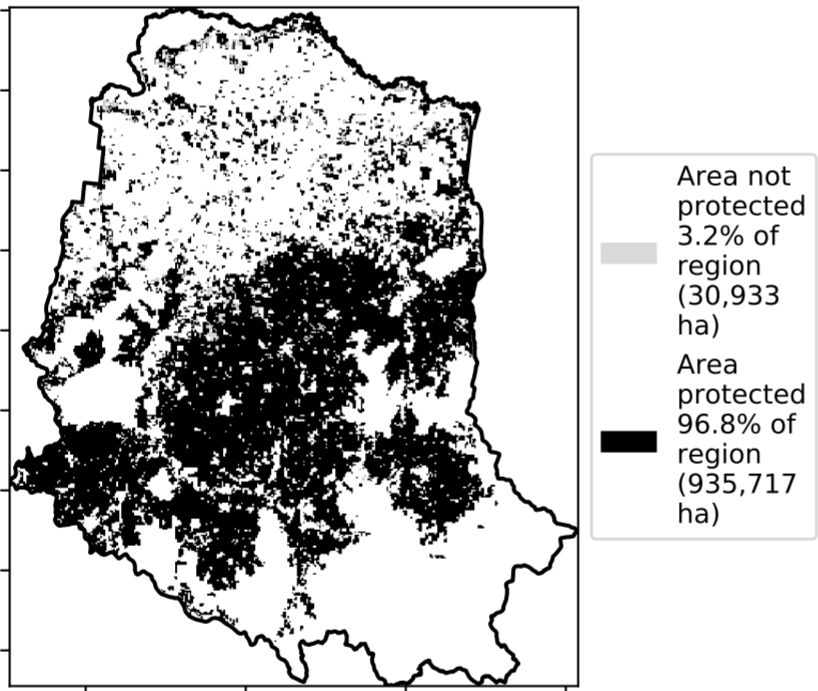 Area not
protected
3.2% of
region
(30,933
ha)
Area
protected
96.8% of
region
(935,717
ha)